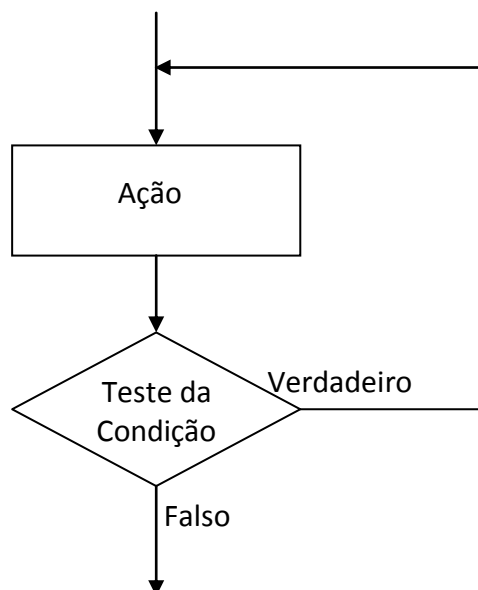 Ação
Teste da
Condição
Verdadeiro
Falso